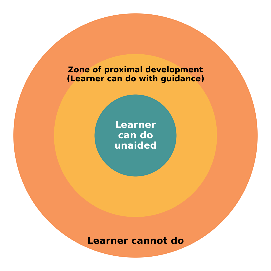 Zone of proximal development
(Learner can do with guidance)
Learner
can do
unaided
Learner cannot do